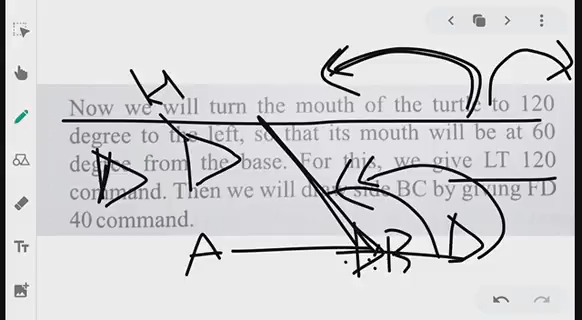 Now we will turn the mouth of the turtle to 120
degree to the left, so that its mouth will be at 60
degree from the base. For this, we give LT 120
command. Then we will draw side BC by giving FD
40 command.
H
D D
A B D
TT